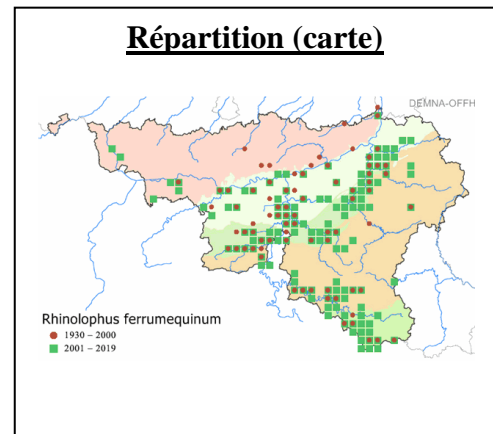 Répartition (carte)
DEMNA-OFFH
Rhinolophus ferrumequinum
1930 – 2000
2001 – 2019